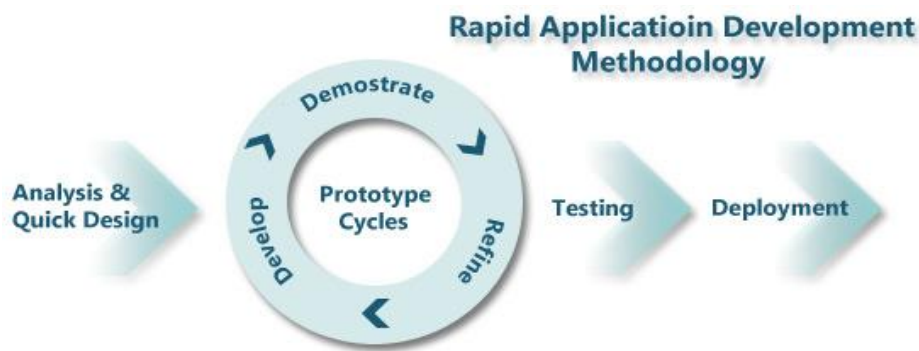 Rapid Applicatioin Development
Methodology
Demostrate
Analysis &
Quick Design
Develop
Prototype
Cycles
Refine
Testing
Deployment